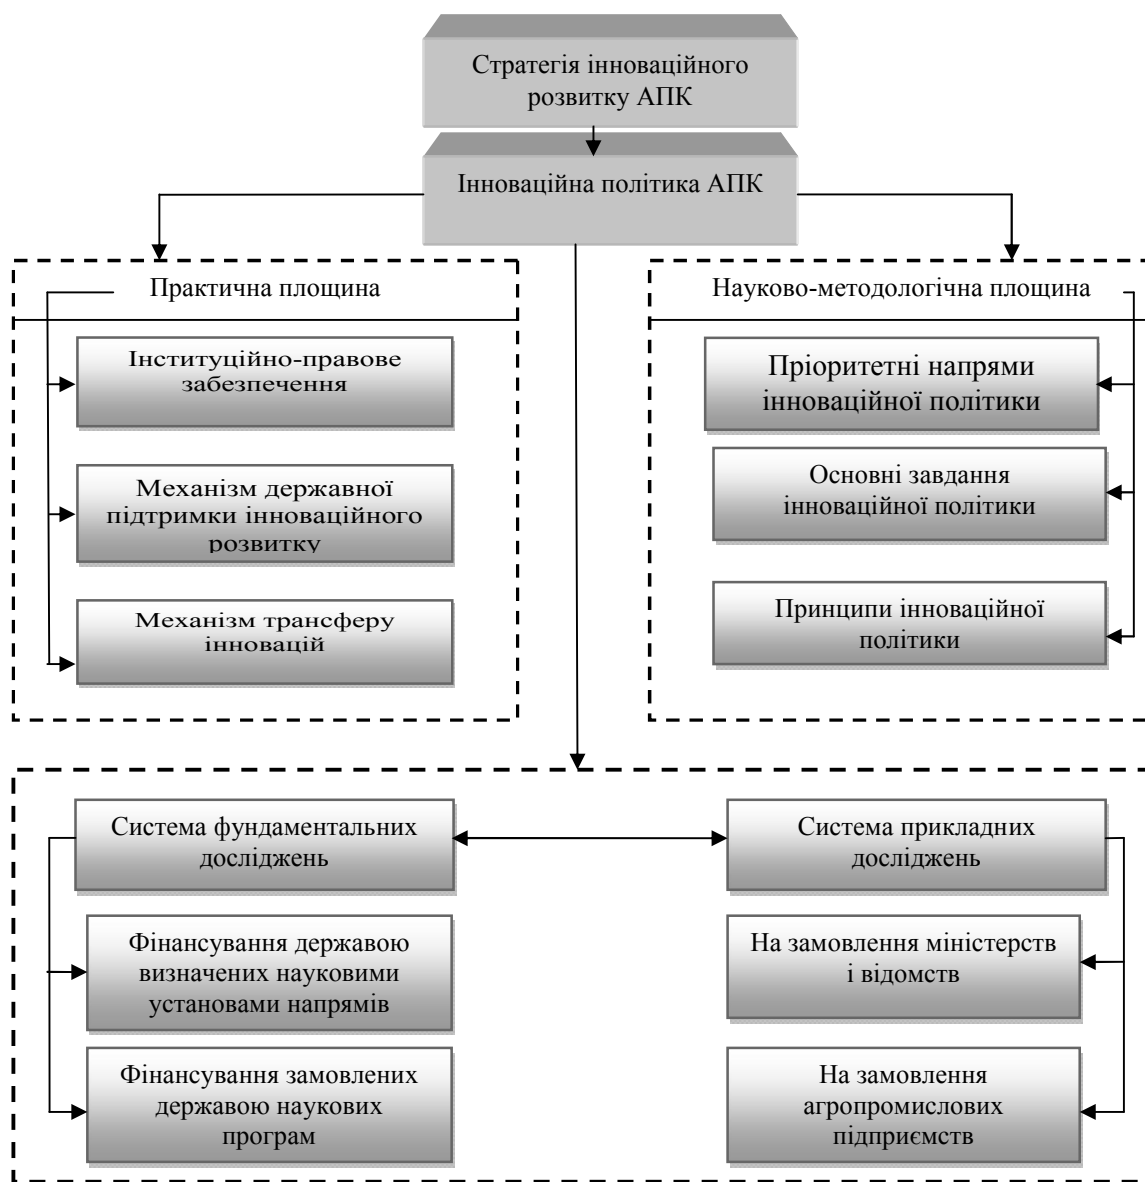 Стратегія інноваційного
розвитку АПК
Інноваційна політика АПК
Практична площина
Інституційно-правове
забезпечення
Механізм державної
підтримки інноваційного
розвитку
Механізм трансферу
інновацій
Науково-методологічна площина
Пріоритетні напрями
інноваційної політики
Основні завдання
інноваційної політики
Принципи інноваційної
політики
Система фундаментальних
досліджень
Фінансування державою
визначених науковими
установами напрямів
Фінансування замовлених
державою наукових
програм
Система прикладних
досліджень
На замовлення міністерств
і відомств
На замовлення
агропромислових
підприємств